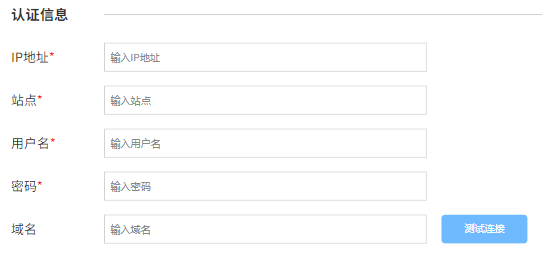 认证信息
IP地址* 输入IP地址
站点* 输入站点
用户名* 输入用户名
密码* 输入密码
域名 输入域名 测试连接